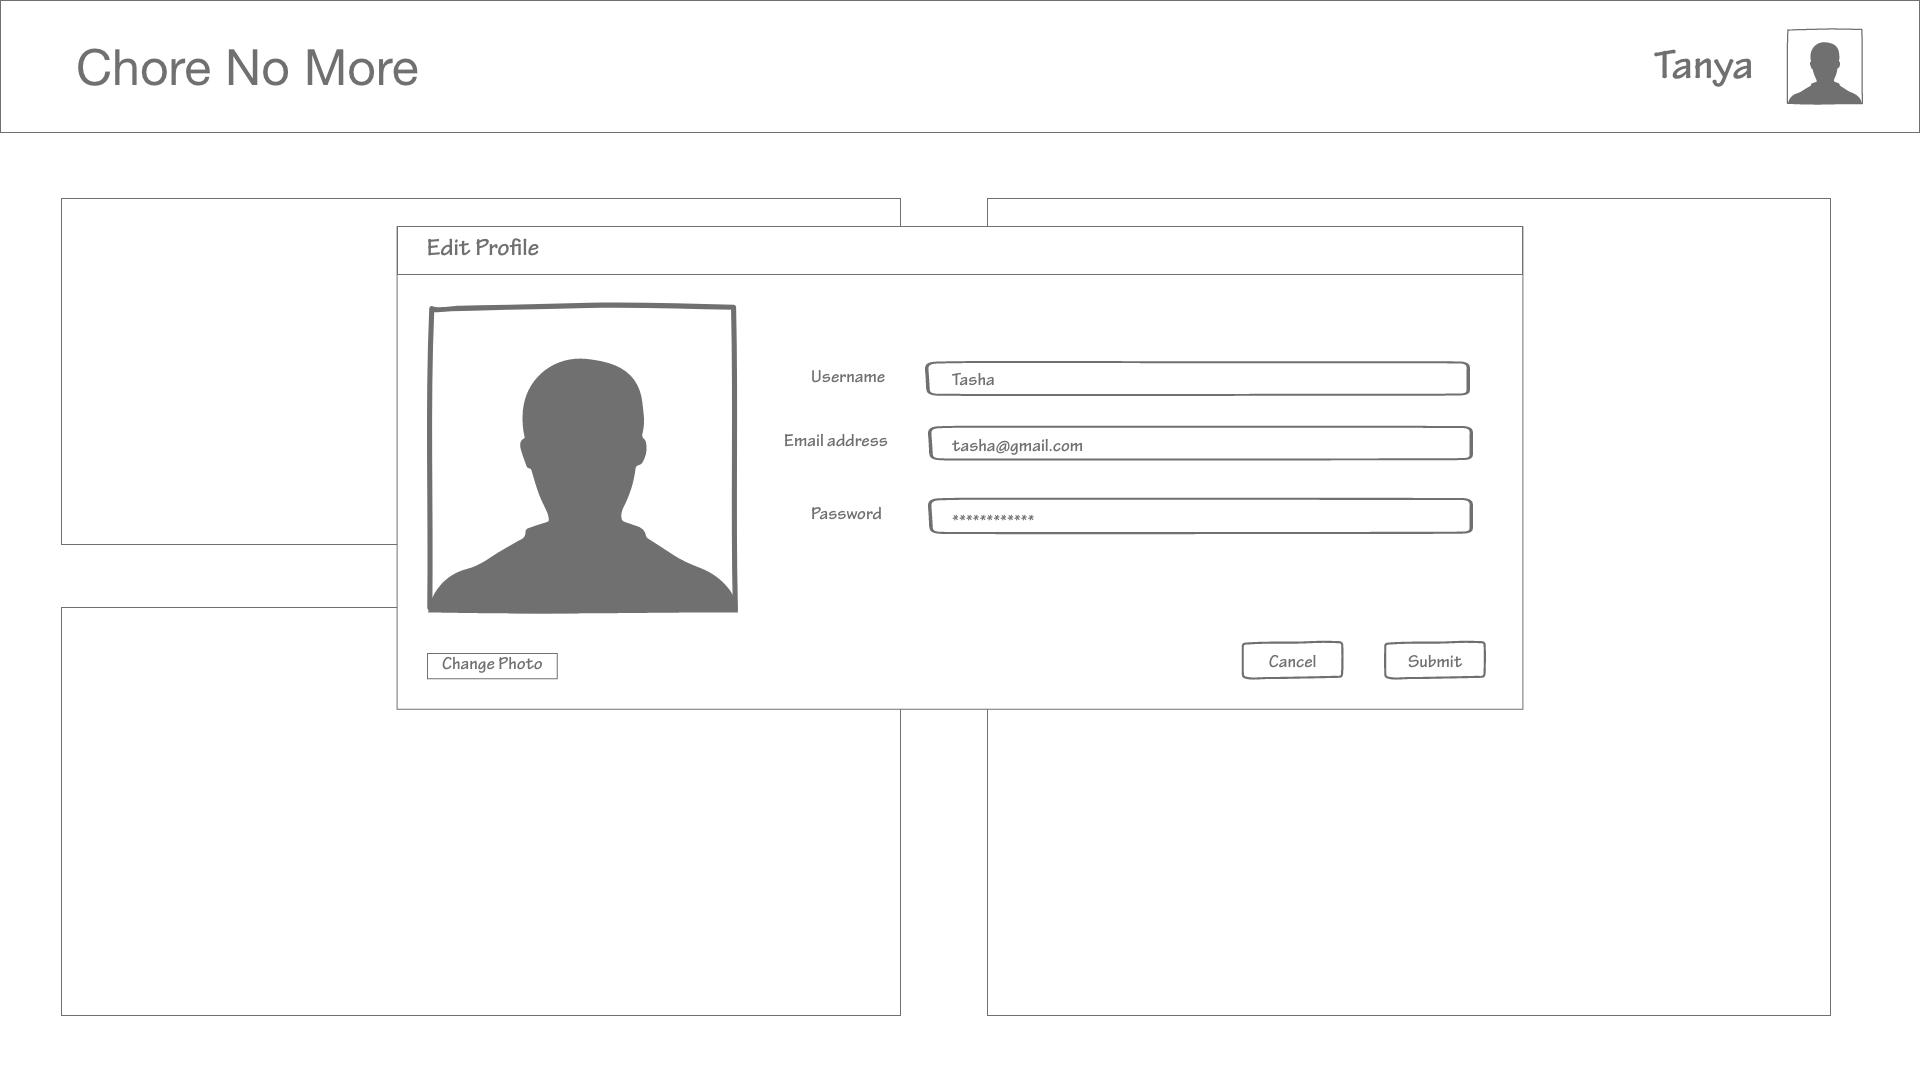 Chore No More
Tanya
Edit Profile
Username
Tasha
Email address
tasha@gmail.com
Password
************
Change Photo
Cancel
Submit